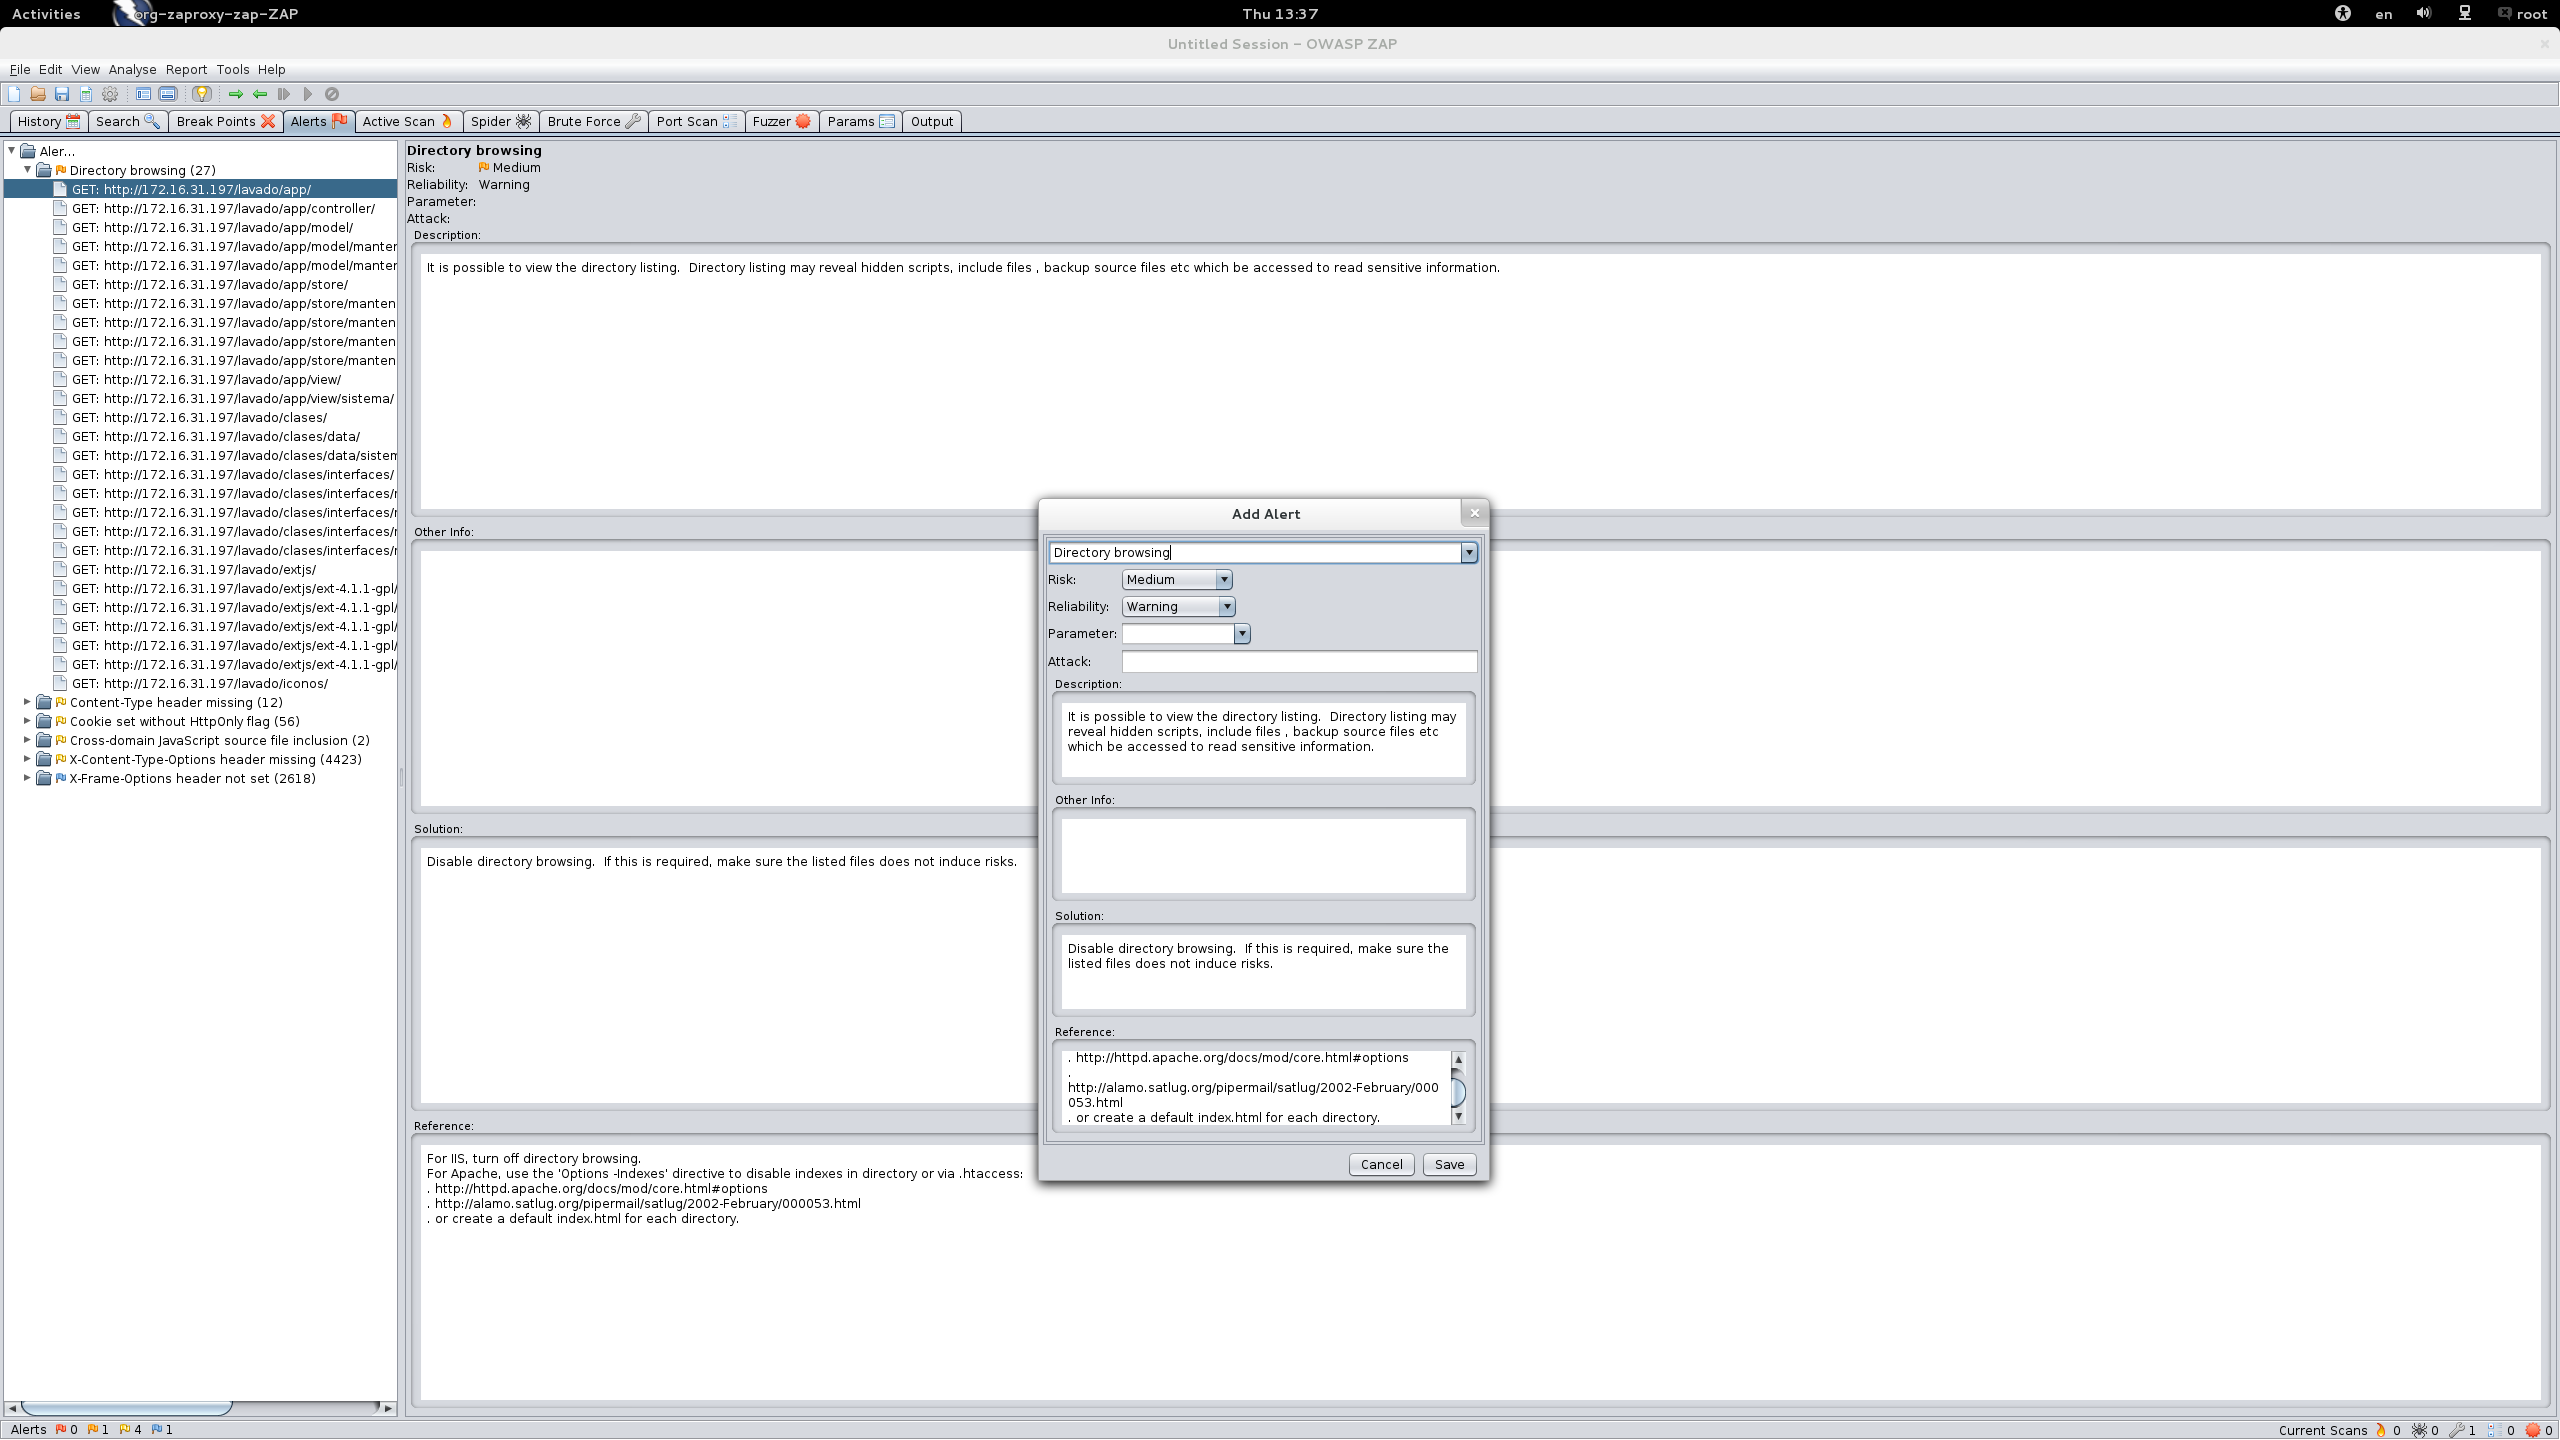 Activities
org-zaproxy-zap-ZAP
Thu 13:37
en
root
Untitled Session - OWASP ZAP
File Edit View Analyse Report Tools Help
History Search Break Points Alerts Active Scan Spider Brute Force Port Scan Fuzzer Params Output
Aler...
Directory browsing (27)
GET: http://172.16.31.197/lavado/app/
GET: http://172.16.31.197/lavado/app/controller/
GET: http://172.16.31.197/lavado/app/model/
GET: http://172.16.31.197/lavado/app/model/manten
GET: http://172.16.31.197/lavado/app/model/manten
GET: http://172.16.31.197/lavado/app/store/
GET: http://172.16.31.197/lavado/app/store/manten
GET: http://172.16.31.197/lavado/app/store/manten
GET: http://172.16.31.197/lavado/app/store/manten
GET: http://172.16.31.197/lavado/app/store/manten
GET: http://172.16.31.197/lavado/app/view/
GET: http://172.16.31.197/lavado/app/view/sistema/
GET: http://172.16.31.197/lavado/clases/
GET: http://172.16.31.197/lavado/clases/data/
GET: http://172.16.31.197/lavado/clases/data/sistem
GET: http://172.16.31.197/lavado/clases/interfaces/
GET: http://172.16.31.197/lavado/clases/interfaces/r
GET: http://172.16.31.197/lavado/clases/interfaces/r
GET: http://172.16.31.197/lavado/clases/interfaces/r
GET: http://172.16.31.197/lavado/clases/interfaces/r
GET: http://172.16.31.197/lavado/extjs/
GET: http://172.16.31.197/lavado/extjs/ext-4.1.1-gpl/
GET: http://172.16.31.197/lavado/extjs/ext-4.1.1-gpl/
GET: http://172.16.31.197/lavado/extjs/ext-4.1.1-gpl/
GET: http://172.16.31.197/lavado/extjs/ext-4.1.1-gpl/
GET: http://172.16.31.197/lavado/extjs/ext-4.1.1-gpl/
GET: http://172.16.31.197/lavado/iconos/
Content-Type header missing (12)
Cookie set without HttpOnly flag (56)
Cross-domain JavaScript source file inclusion (2)
X-Content-Type-Options header missing (4423)
X-Frame-Options header not set (2618)
Directory browsing
Risk: Medium
Reliability: Warning
Parameter:
Attack:
Description:
It is possible to view the directory listing.  Directory listing may reveal hidden scripts, include files , backup source files etc which be accessed to read sensitive information.
Other Info:
Solution:
Disable directory browsing.  If this is required, make sure the listed files does not induce risks.
Reference:
For IIS, turn off directory browsing.
For Apache, use the 'Options -Indexes' directive to disable indexes in directory or via .htaccess:
. http://httpd.apache.org/docs/mod/core.html#options
. http://alamo.satlug.org/pipermail/satlug/2002-February/000053.html
. or create a default index.html for each directory.
Add Alert
Directory browsing
Risk: Medium
Reliability: Warning
Parameter:
Attack:
Description:
It is possible to view the directory listing.  Directory listing may
reveal hidden scripts, include files , backup source files etc
which be accessed to read sensitive information.
Other Info:
Solution:
Disable directory browsing.  If this is required, make sure the
listed files does not induce risks.
Reference:
. http://httpd.apache.org/docs/mod/core.html#options
.
http://alamo.satlug.org/pipermail/satlug/2002-February/000
053.html
. or create a default index.html for each directory.
Cancel Save
Alerts 0 1 4 1
Current Scans 0 0 1 0 0